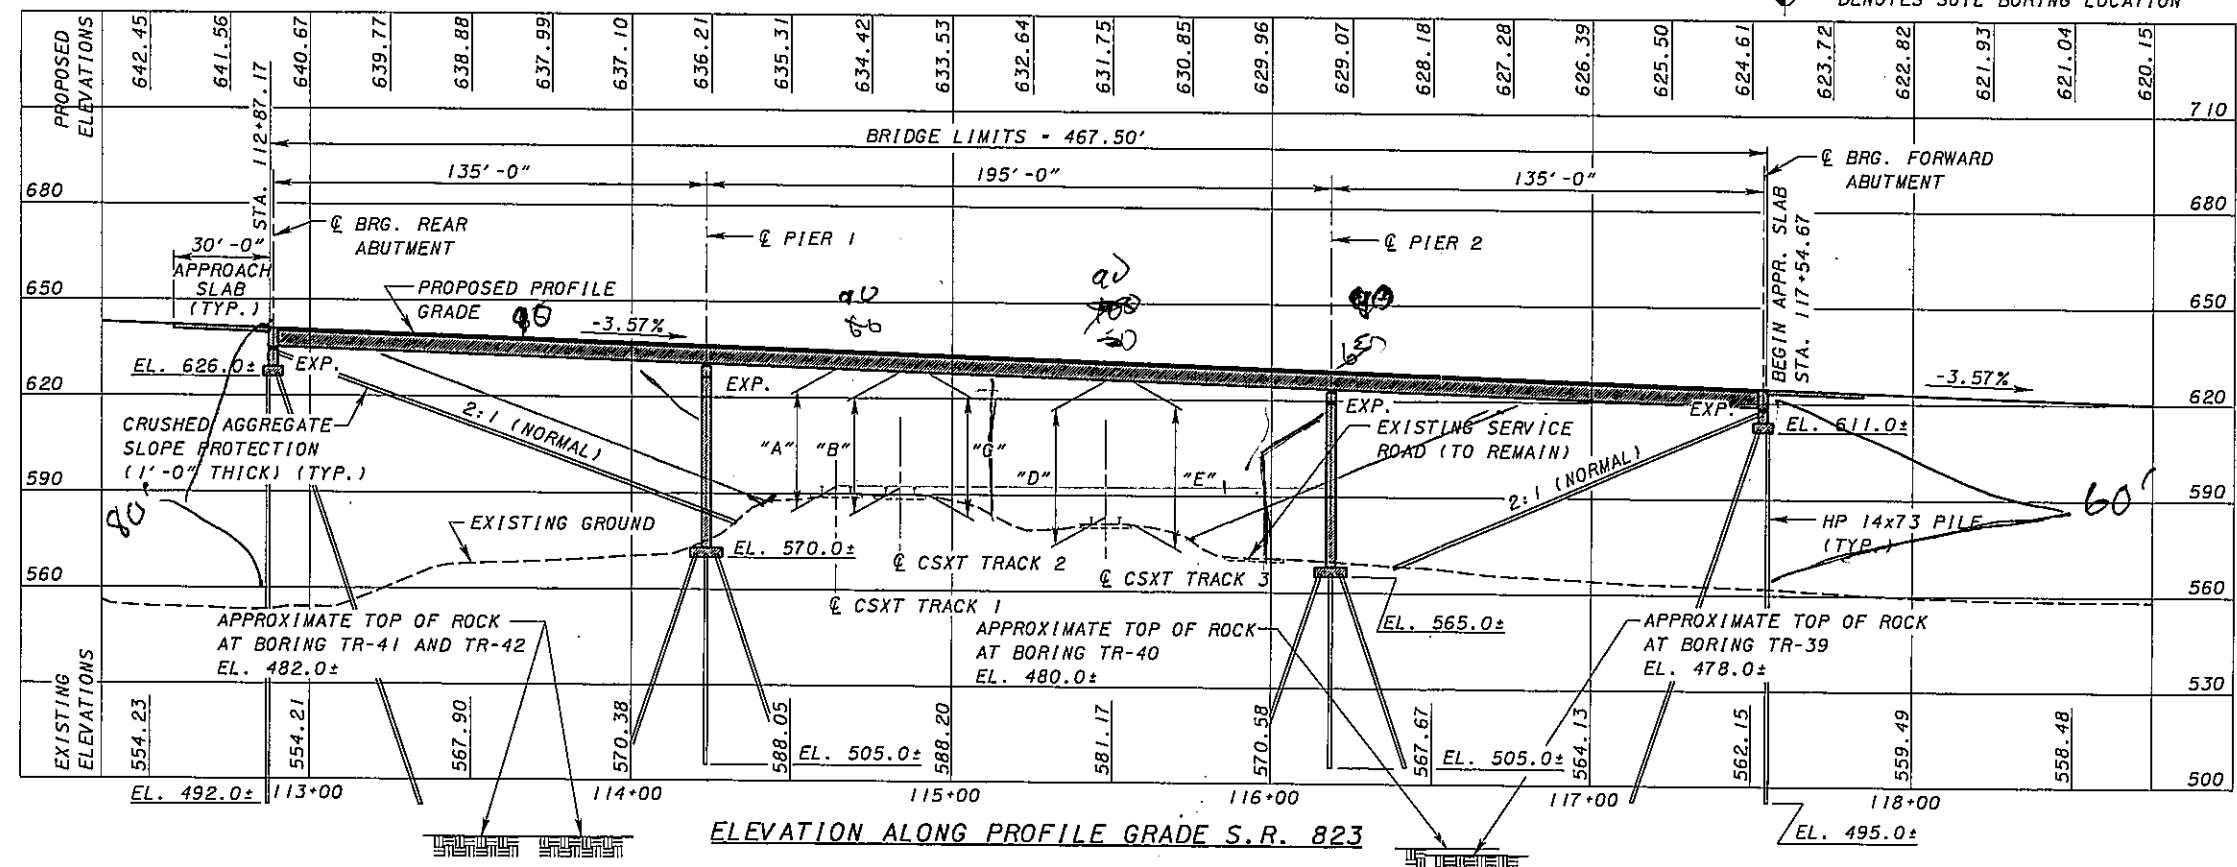 DENOTES SOIL BORING LOCATION
PROPOSED
ELEVATIONS
642.45
641.56
640.67
639.77
638.88
637.99
637.10
636.21
635.31
634.42
633.53
632.64
631.75
630.85
629.96
629.07
628.18
627.28
626.39
625.50
624.61
623.72
622.82
621.93
621.04
620.15
710
STA. 112+87.17
BRIDGE LIMITS - 467.50'
135'-0"
195'-0"
135'-0"
℄ BRG. FORWARD
ABUTMENT
680
680
℄ BRG. REAR
ABUTMENT
℄ PIER 1
℄ PIER 2
BEGIN APPR. SLAB
STA. 117+54.67
30'-0"
APPROACH
SLAB
(TYP.)
PROPOSED PROFILE
GRADE
650
650
-3.57%
-3.57%
90
90
80
EL. 626.0±
EXP.
EXP.
EXP.
EXP.
620
620
CRUSHED AGGREGATE
SLOPE PROTECTION
(1'-0" THICK) (TYP.)
2:1 (NORMAL)
"A"
"B"
"C"
"D"
"E"
EXISTING SERVICE
ROAD (TO REMAIN)
2:1 (NORMAL)
EL. 611.0±
590
590
80'
60'
EXISTING GROUND
EL. 570.0±
℄ CSXT TRACK 2
℄ CSXT TRACK 3
℄ CSXT TRACK 1
HP 14x73 PILE
(TYP.)
560
560
APPROXIMATE TOP OF ROCK
AT BORING TR-41 AND TR-42
EL. 482.0±
APPROXIMATE TOP OF ROCK
AT BORING TR-40
EL. 480.0±
EL. 565.0±
APPROXIMATE TOP OF ROCK
AT BORING TR-39
EL. 478.0±
530
EXISTING
ELEVATIONS
554.23
554.21
567.90
570.38
588.05
588.20
581.17
570.58
567.67
564.13
562.15
559.49
558.48
EL. 505.0±
EL. 505.0±
500
EL. 492.0±
113+00
114+00
115+00
116+00
117+00
118+00
EL. 495.0±
ELEVATION ALONG PROFILE GRADE S.R. 823